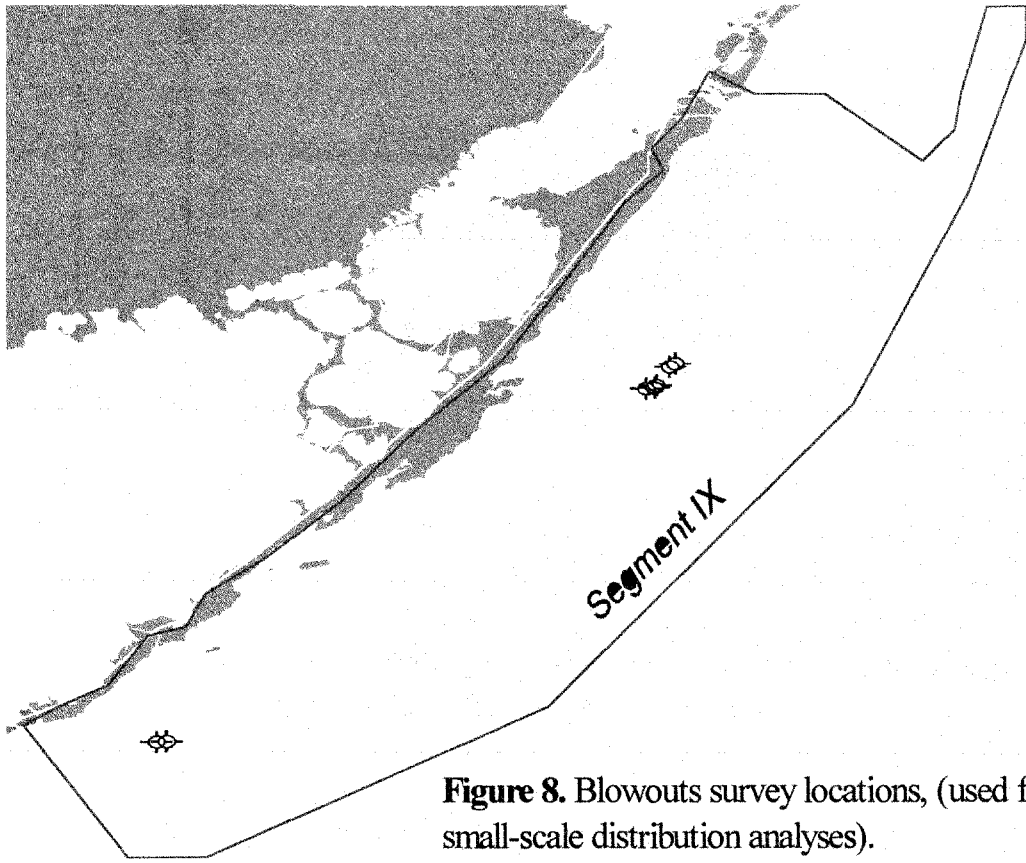 Segment IX
Figure 8. Blowouts survey locations, (used f
small-scale distribution analyses).